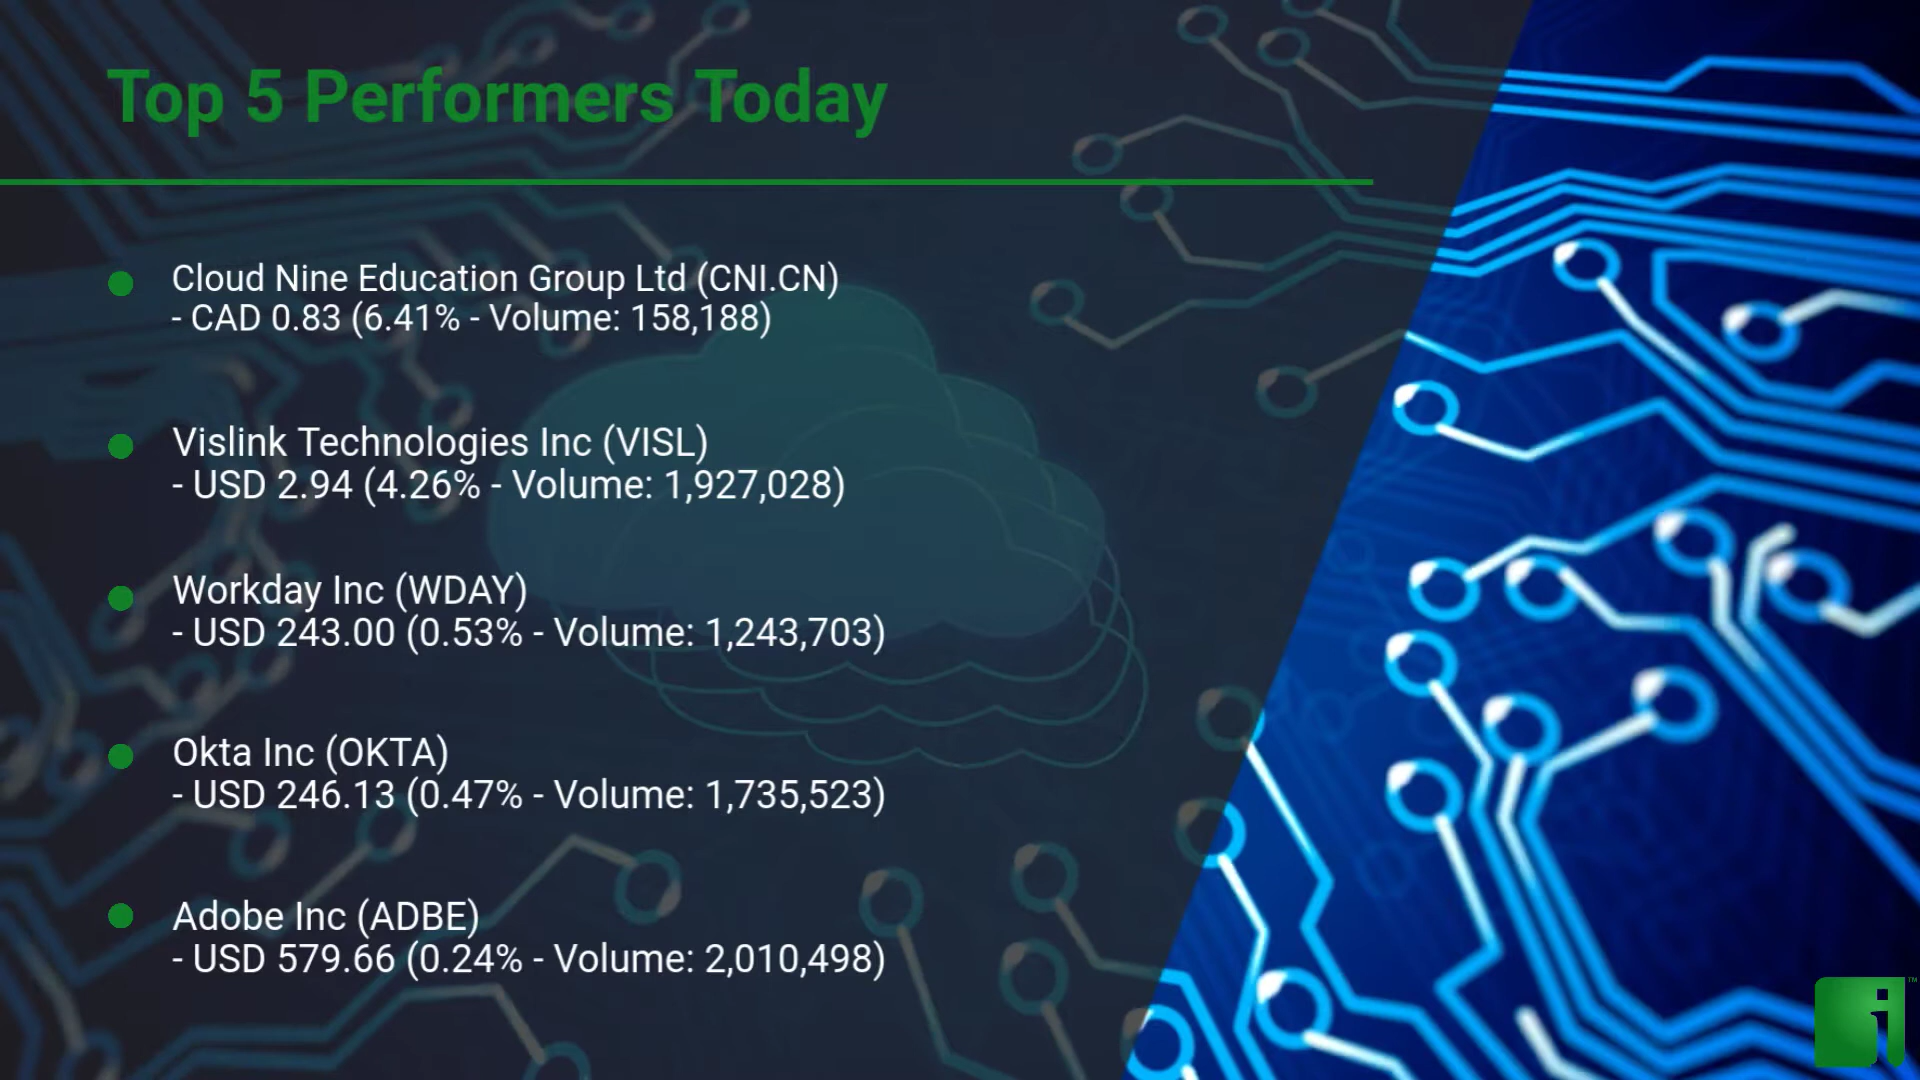 Top 5 Performers Today
Cloud Nine Education Group Ltd (CNI.CN)
- CAD 0.83 (6.41% - Volume: 158,188)
Vislink Technologies Inc (VISL)
- USD 2.94 (4.26% - Volume: 1,927,028)
Workday Inc (WDAY)
- USD 243.00 (0.53% - Volume: 1,243,703)
Okta Inc (OKTA)
- USD 246.13 (0.47% - Volume: 1,735,523)
Adobe Inc (ADBE)
- USD 579.66 (0.24% - Volume: 2,010,498)
i
TM